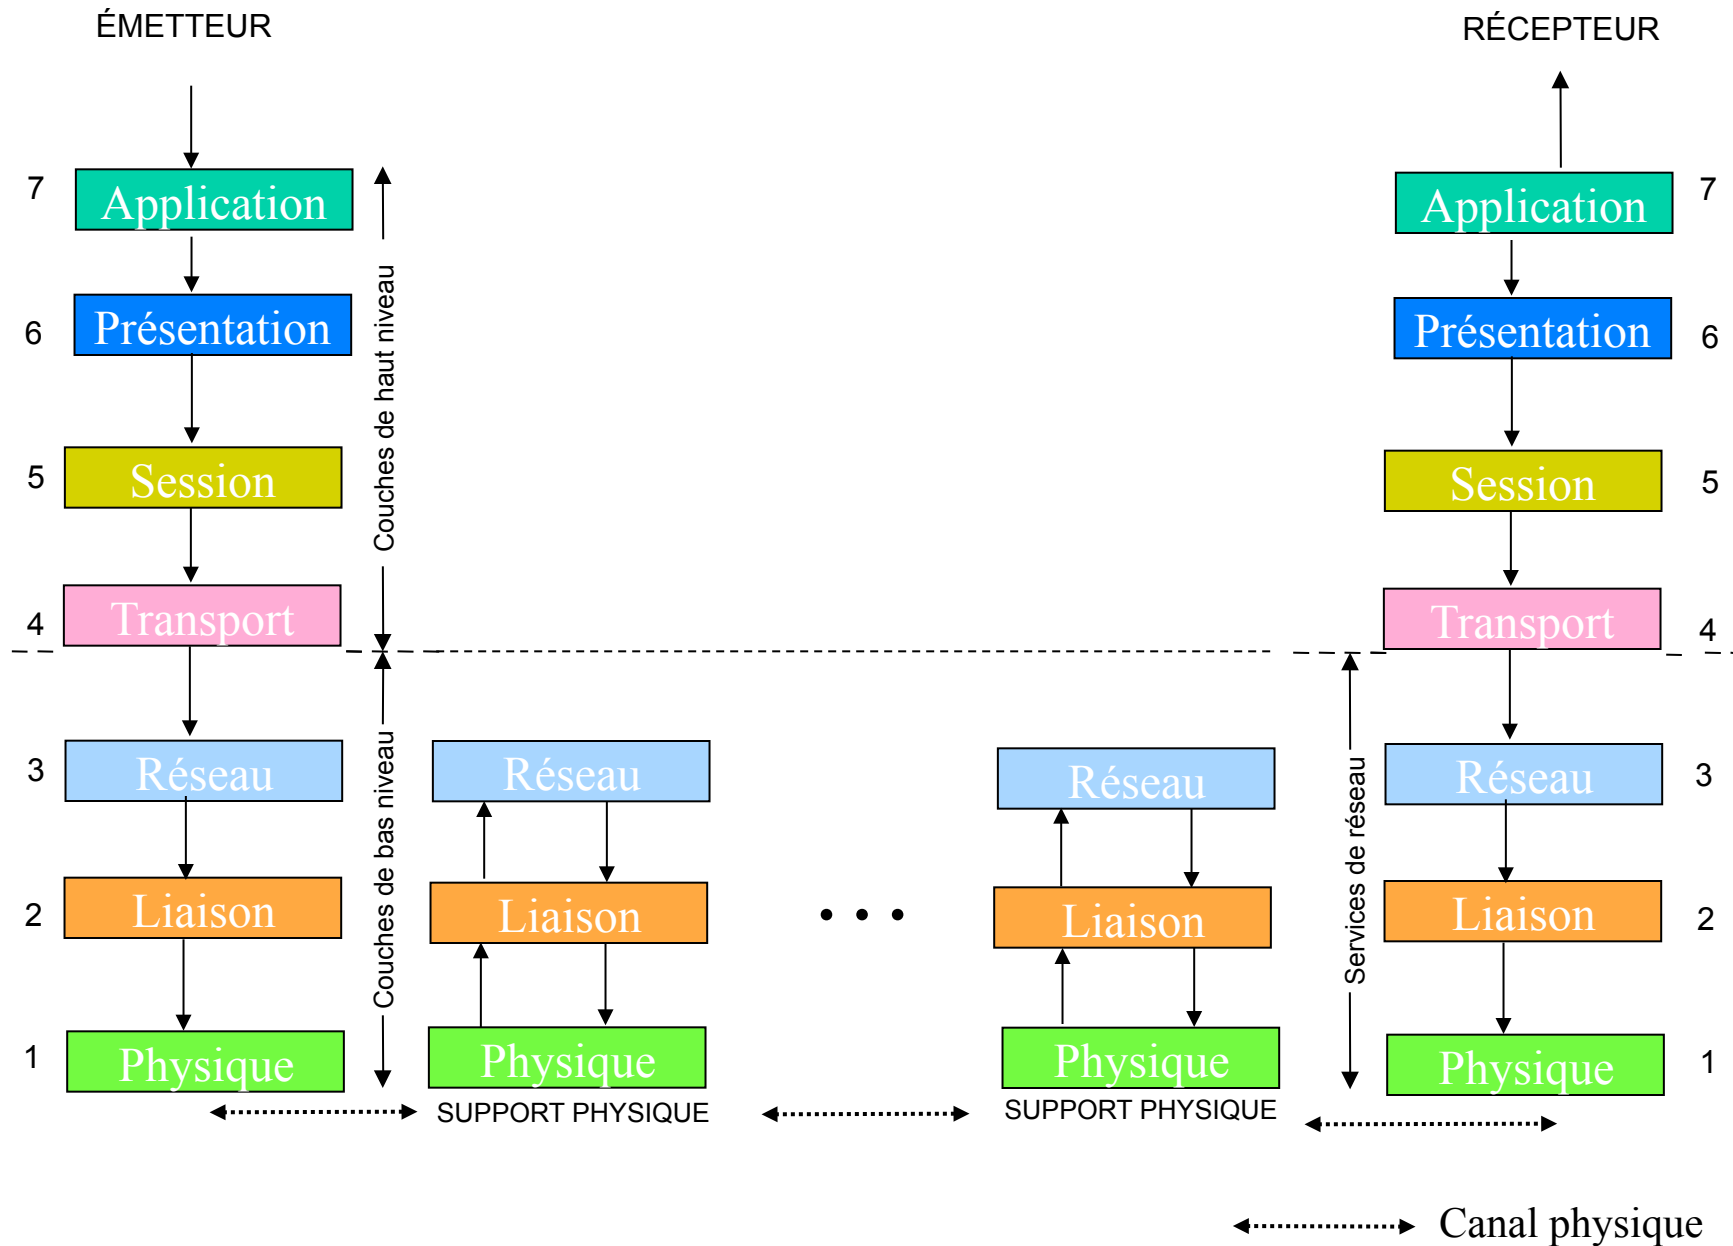 ÉMETTEUR
RÉCEPTEUR
7
Application
Application
7
6
Présentation
Présentation
6
Couches de haut niveau
5
Session
Session
5
4
Transport
Transport
4
3
Réseau
Réseau
Réseau
Réseau
3
Couches de bas niveau
Services de réseau
2
Liaison
Liaison
• • •
Liaison
Liaison
2
1
Physique
Physique
Physique
Physique
1
SUPPORT PHYSIQUE
SUPPORT PHYSIQUE
Canal physique